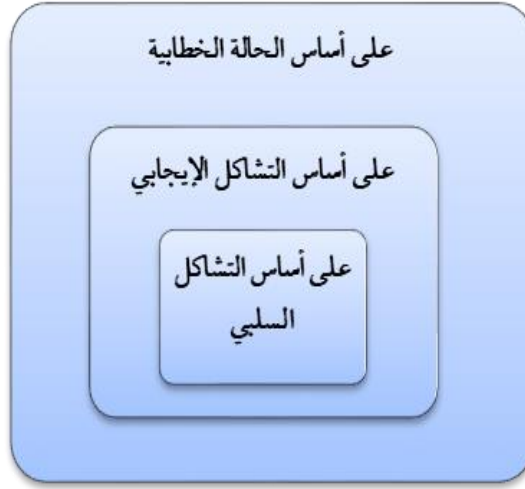 على أساس الحالة الخطابية
على أساس التشاكل الإيجابي
على أساس التشاكل
السلبي